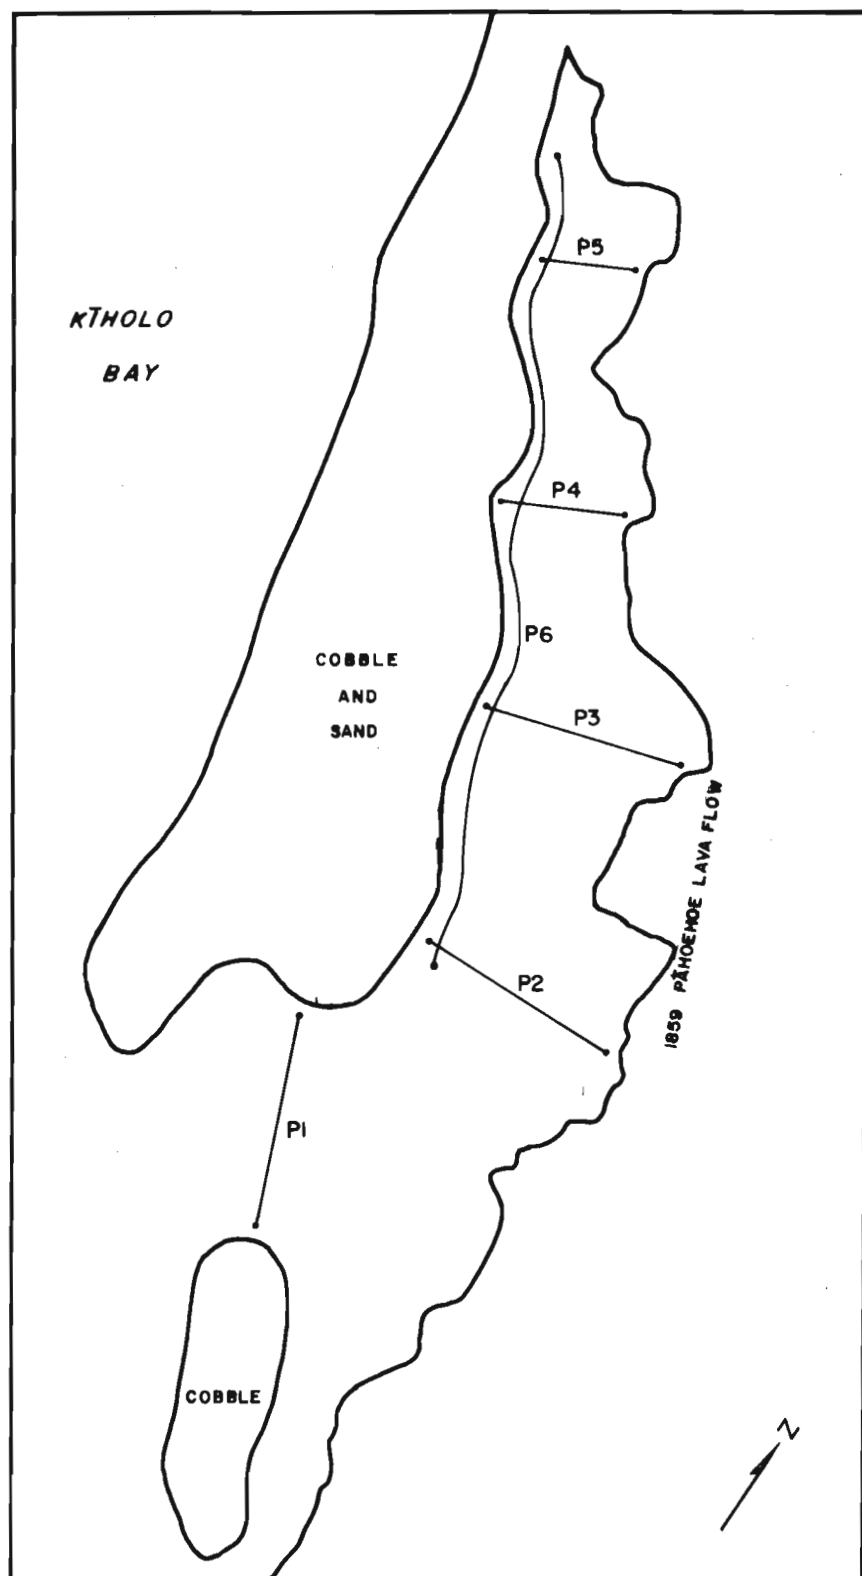 P5
KĪHOLO
BAY
P4
P6
COBBLE
AND
SAND
P3
1859 PĀHOEHOE LAVA FLOW
P2
P1
COBBLE
N